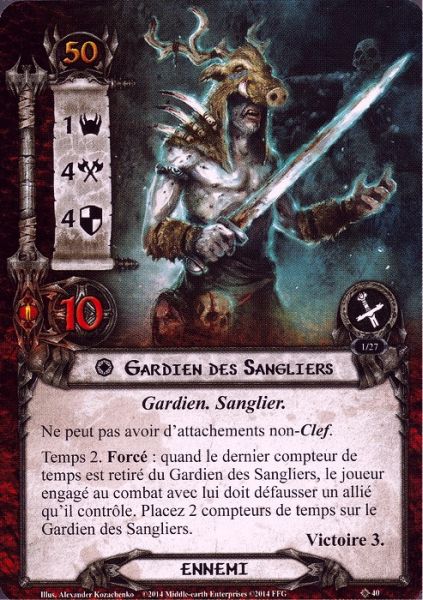 50
1
4
4
10
1/27
Gardien des Sangliers
Gardien. Sanglier.
Ne peut pas avoir d'attachements non-Clef.
Temps 2. Forcé : quand le dernier compteur de
temps est retiré du Gardien des Sangliers, le joueur
engagé au combat avec lui doit défausser un allié
qu'il contrôle. Placez 2 compteurs de temps sur le
Gardien des Sangliers.
Victoire 3.
ENNEMI
Illus. Alexander Kozachenko ©2014 Middle-earth Enterprises ©2014 FFG 40